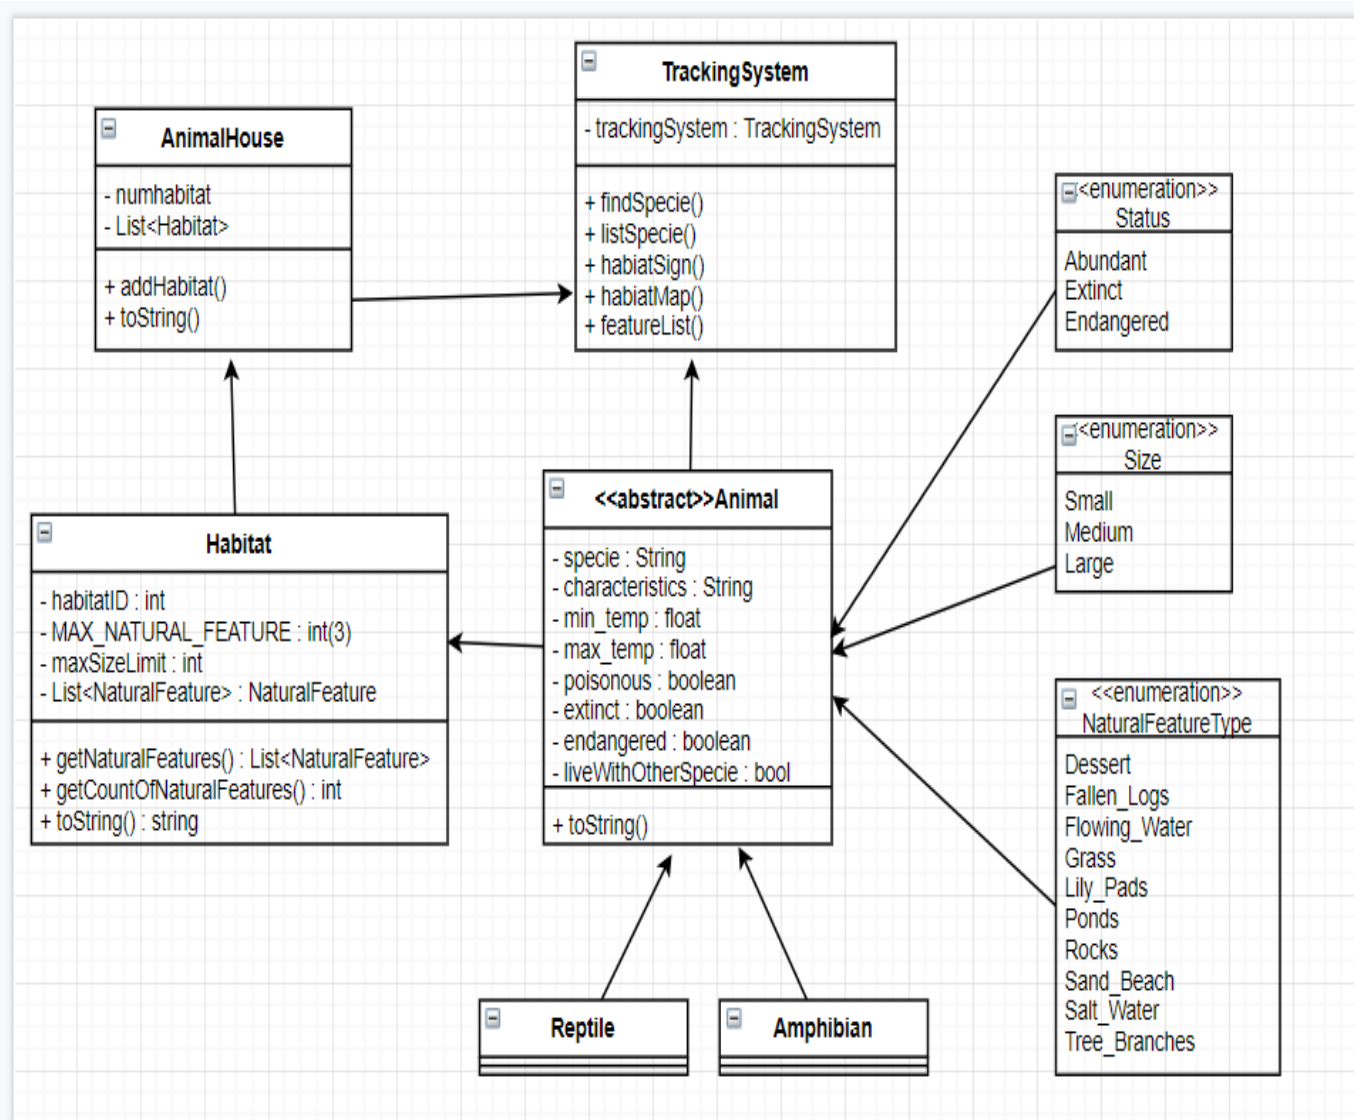 TrackingSystem
- trackingSystem : TrackingSystem
+ findSpecie()
+ listSpecie()
+ habiatSign()
+ habiatMap()
+ featureList()
AnimalHouse
- numhabitat
- List<Habitat>
+ addHabitat()
+ toString()
<<enumeration>>
Status
Abundant
Extinct
Endangered
<<enumeration>>
Size
Small
Medium
Large
Habitat
- habitatID : int
- MAX_NATURAL_FEATURE : int(3)
- maxSizeLimit : int
- List<NaturalFeature> : NaturalFeature
+ getNaturalFeatures() : List<NaturalFeature>
+ getCountOfNaturalFeatures() : int
+ toString() : string
<<abstract>>Animal
- specie : String
- characteristics : String
- min_temp : float
- max_temp : float
- poisonous : boolean
- extinct : boolean
- endangered : boolean
- liveWithOtherSpecie : bool
+ toString()
<<enumeration>>
NaturalFeatureType
Dessert
Fallen_Logs
Flowing_Water
Grass
Lily_Pads
Ponds
Rocks
Sand_Beach
Salt_Water
Tree_Branches
Reptile
Amphibian